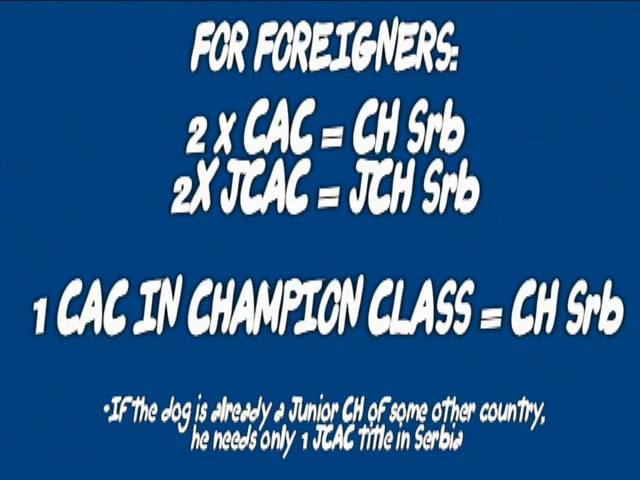 FOR FOREIGNERS:
2 x CAC = CH Srb
2X JCAC = JCH Srb
1 CAC IN CHAMPION CLASS = CH Srb
•If the dog is already a Junior CH of some other country,
he needs only 1 JCAC title in Serbia